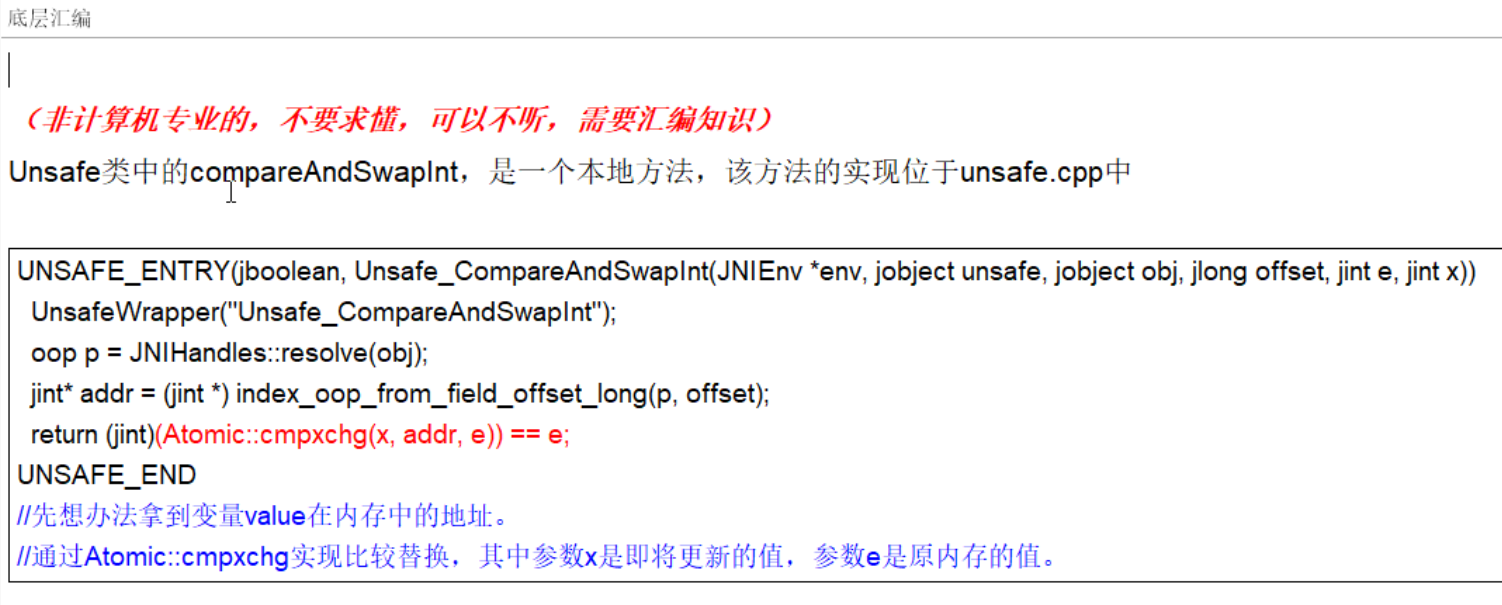 底层汇编
（非计算机专业的，不要求懂，可以不听，需要汇编知识）
Unsafe类中的compareAndSwapInt，是一个本地方法，该方法的实现位于unsafe.cpp中
UNSAFE_ENTRY(jboolean, Unsafe_CompareAndSwapInt(JNIEnv *env, jobject unsafe, jobject obj, jlong offset, jint e, jint x))
UnsafeWrapper("Unsafe_CompareAndSwapInt");
oop p = JNIHandles::resolve(obj);
jint* addr = (jint *) index_oop_from_field_offset_long(p, offset);
return (jint)(Atomic::cmpxchg(x, addr, e)) == e;
UNSAFE_END
//先想办法拿到变量value在内存中的地址。
//通过Atomic::cmpxchg实现比较替换，其中参数x是即将更新的值，参数e是原内存的值。